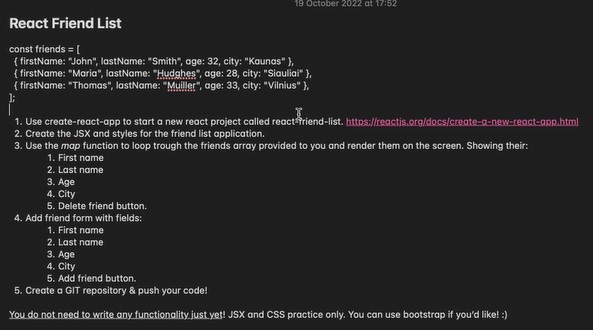 19 October 2022 at 17:52
React Friend List
const friends = [
{ firstName: "John", lastName: "Smith", age: 32, city: "Kaunas" },
{ firstName: "Maria", lastName: "Hudghes", age: 28, city: "Siauliai" },
{ firstName: "Thomas", lastName: "Muiller", age: 33, city: "Vilnius" },
];
1. Use create-react-app to start a new react project called react-friend-list. https://reactjs.org/docs/create-a-new-react-app.html
2. Create the JSX and styles for the friend list application.
3. Use the map function to loop trough the friends array provided to you and render them on the screen. Showing their:
1. First name
2. Last name
3. Age
4. City
5. Delete friend button.
4. Add friend form with fields:
1. First name
2. Last name
3. Age
4. City
5. Add friend button.
5. Create a GIT repository & push your code!
You do not need to write any functionality just yet! JSX and CSS practice only. You can use bootstrap if you'd like! :)